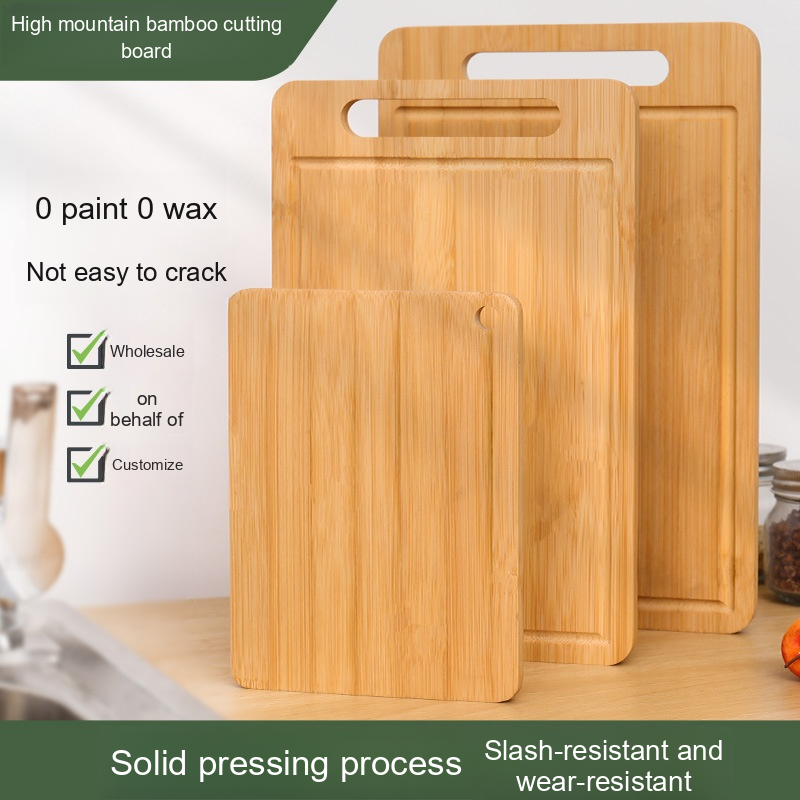 High mountain bamboo cutting
board
0 paint 0 wax
Not easy to crack
Wholesale
on
behalf of
Customize
Solid pressing process
Slash-resistant and
wear-resistant